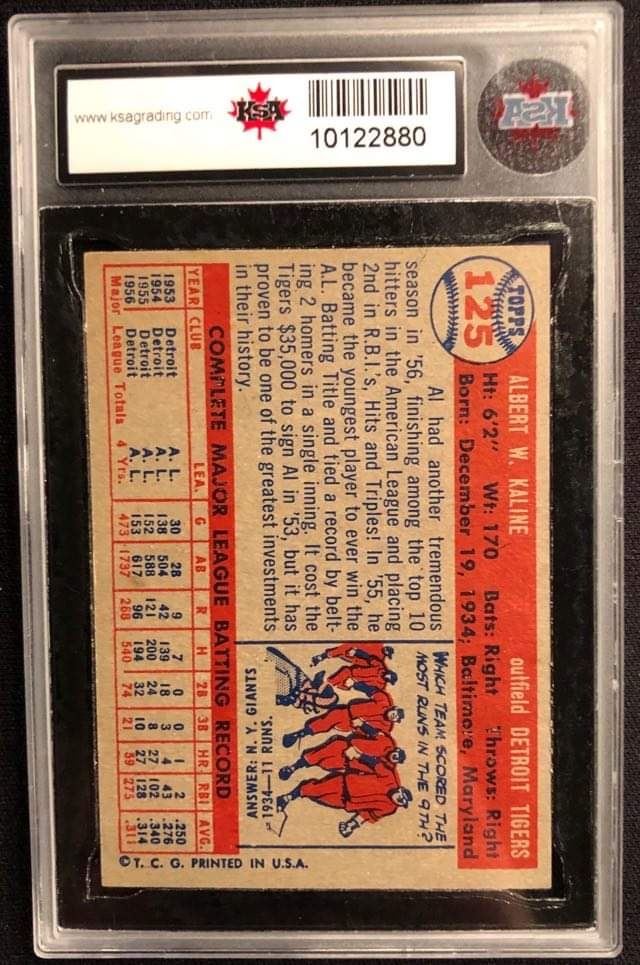 www.ksagrading.com
KSA
10122880
KSA
TOPPS
125
ALBERT W. KALINE outfield DETROIT TIGERS
Ht: 6'2" Wt: 170 Bats: Right Throws: Right
Born: December 19, 1934; Baltimore, Maryland
Al had another tremendous
season in '56, finishing among the top 10
hitters in the American League and placing
2nd in R.B.I.'s, Hits and Triples! In '55, he
became the youngest player to ever win the
A.L. Batting Title and tied a record by belt-
ing 2 homers in a single inning. It cost the
Tigers $35,000 to sign Al in '53, but it has
proven to be one of the greatest investments
in their history.
WHICH TEAM SCORED THE
MOST RUNS IN THE 9TH?
ANSWER: N.Y. GIANTS
1934—11 RUNS.
COMPLETE MAJOR LEAGUE BATTING RECORD
YEAR CLUB LEA. G AB R H 2B 3B HR RBI AVG.
1953 Detroit A. L. 30 28 9 7 0 0 1 2 .250
1954 Detroit A. L. 138 504 42 139 18 3 4 43 .276
1955 Detroit A. L. 152 588 121 200 24 8 27 102 .340
1956 Detroit A. L. 153 617 96 194 32 10 27 128 .314
Major League Totals 4 Yrs. 473 1737 268 540 74 21 59 275 .311
©T. C. G. PRINTED IN U.S.A.